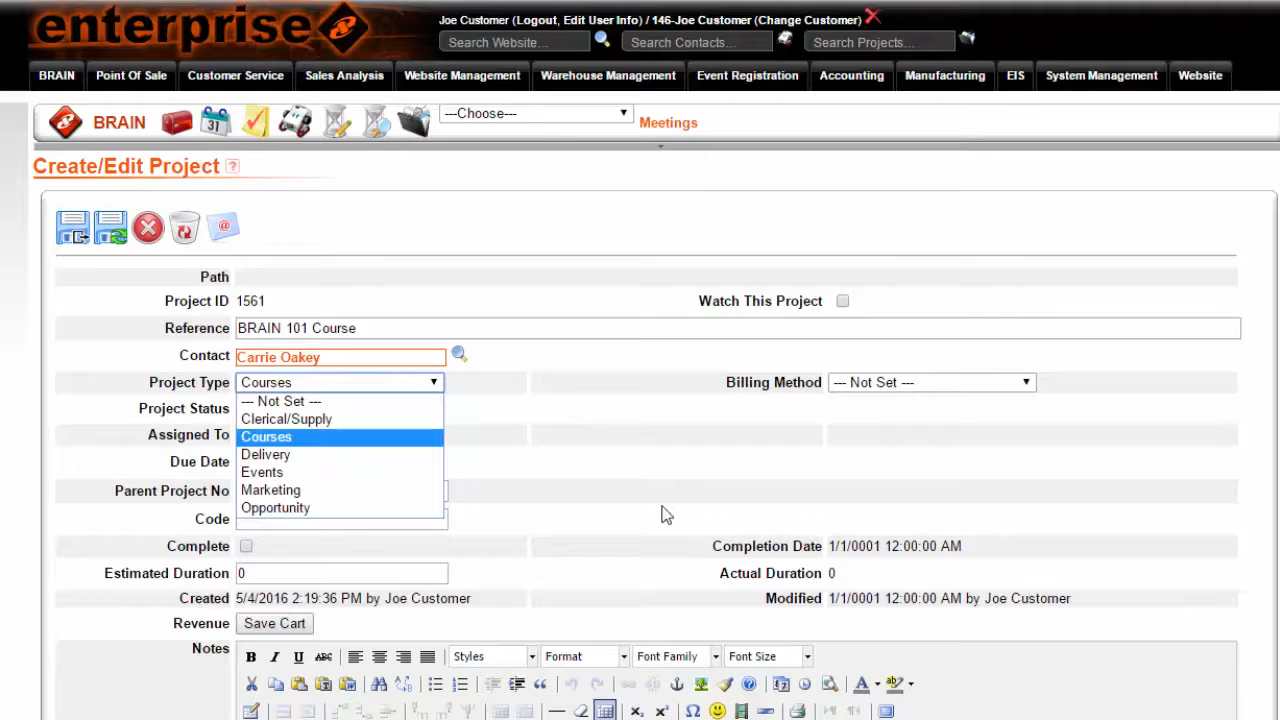 enterprise
Joe Customer (Logout, Edit User Info) / 146-Joe Customer (Change Customer)
Search Website... Search Contacts... Search Projects...
BRAIN Point Of Sale Customer Service Sales Analysis Website Management Warehouse Management Event Registration Accounting Manufacturing EIS System Management Website
BRAIN 31 ---Choose--- Meetings
Create/Edit Project ?
Path
Project ID 1561 Watch This Project
Reference BRAIN 101 Course
Contact Carrie Oakey
Project Type Courses Billing Method --- Not Set ---
--- Not Set ---
Project Status Clerical/Supply
Assigned To Courses
Due Date Delivery
Events
Parent Project No Marketing
Code Opportunity
Complete Completion Date 1/1/0001 12:00:00 AM
Estimated Duration 0 Actual Duration 0
Created 5/4/2016 2:19:36 PM by Joe Customer Modified 1/1/0001 12:00:00 AM by Joe Customer
Revenue Save Cart
Notes B I U ABC Styles Format Font Family Font Size